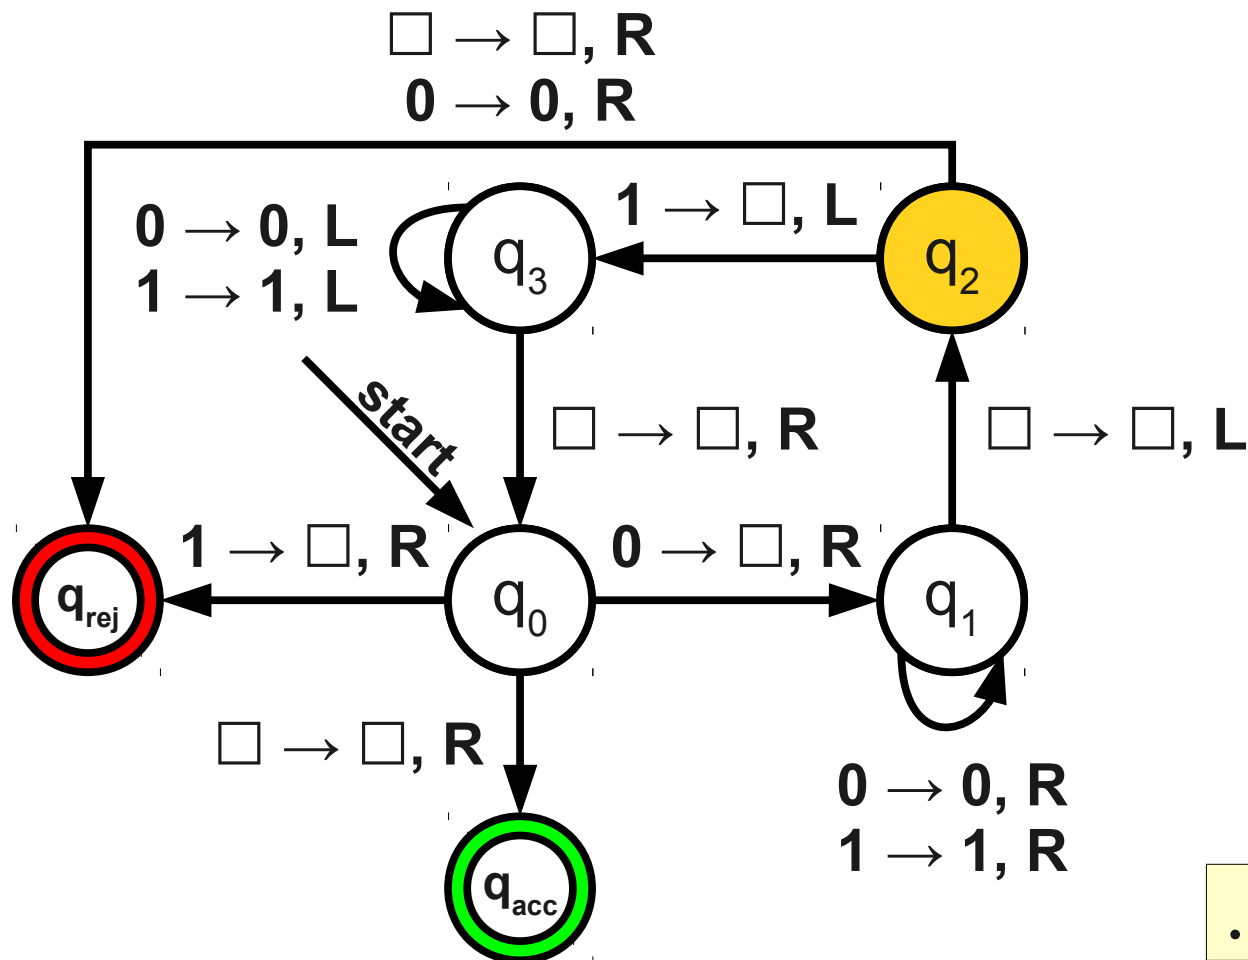 □ → □, R
0 → 0, R
1 → □, L
0 → 0, L
1 → 1, L
q3
q2
start
□ → □, R
□ → □, L
1 → □, R
0 → □, R
qrej
q0
q1
□ → □, R
0 → 0, R
1 → 1, R
qacc
.